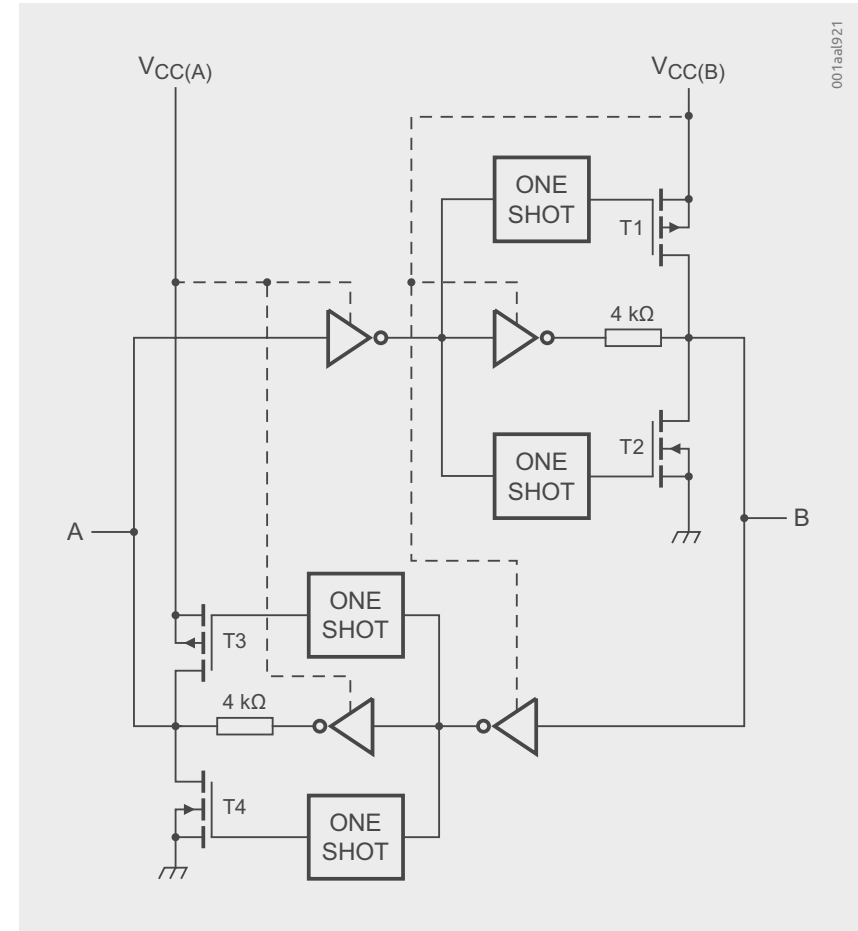 001aal921
VCC(A)
VCC(B)
ONE
SHOT
T1
4 kΩ
ONE
SHOT
T2
A
B
ONE
SHOT
T3
4 kΩ
T4
ONE
SHOT